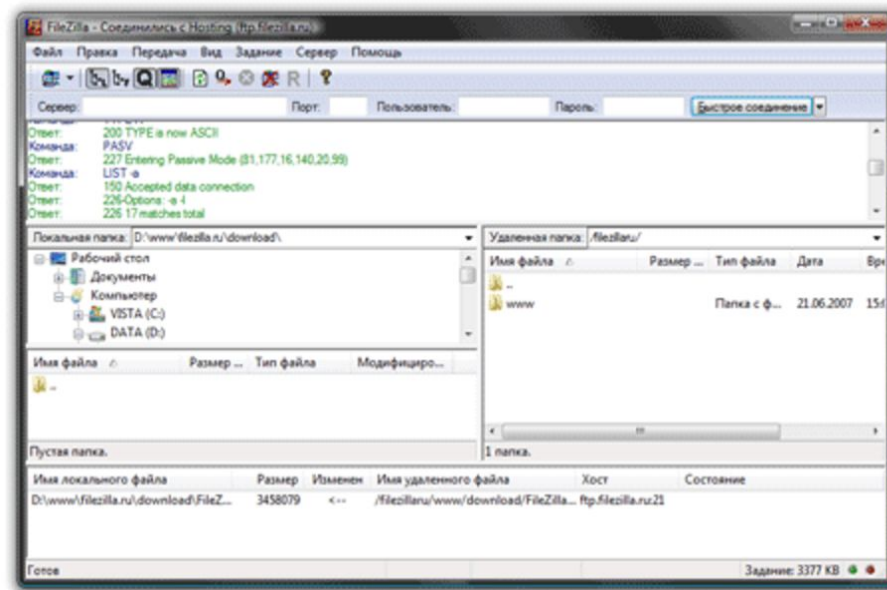 FileZilla - Соединились с Hosting (ftp.filezilla.ru)
Файл Правка Передача Вид Задание Сервер Помощь
Сервер: Порт: Пользователь: Пароль: Быстрое соединение
Ответ: 200 TYPE is now ASCII
Команда: PASV
Ответ: 227 Entering Passive Mode (81,177,16,140,20,99)
Команда: LIST -a
Ответ: 150 Accepted data connection
Ответ: 226-Options: -a -l
Ответ: 226 17 matches total
Локальная папка: D:\www\filezilla.ru\download\
Рабочий стол
Документы
Компьютер
VISTA (C:)
DATA (D:)
Имя файла Размер ... Тип файла Модифициро...
..
Пустая папка.
Удаленная папка: /filezillaru/
Имя файла Размер ... Тип файла Дата
..
www Папка с ф... 21.06.2007
1 папка.
Имя локального файла Размер Изменен Имя удаленного файла Хост Состояние
D:\www\filezilla.ru\download\FileZ... 3458079 <-- /filezillaru/www/download/FileZilla... ftp.filezilla.ru:21
Готов Задание: 3377 KB